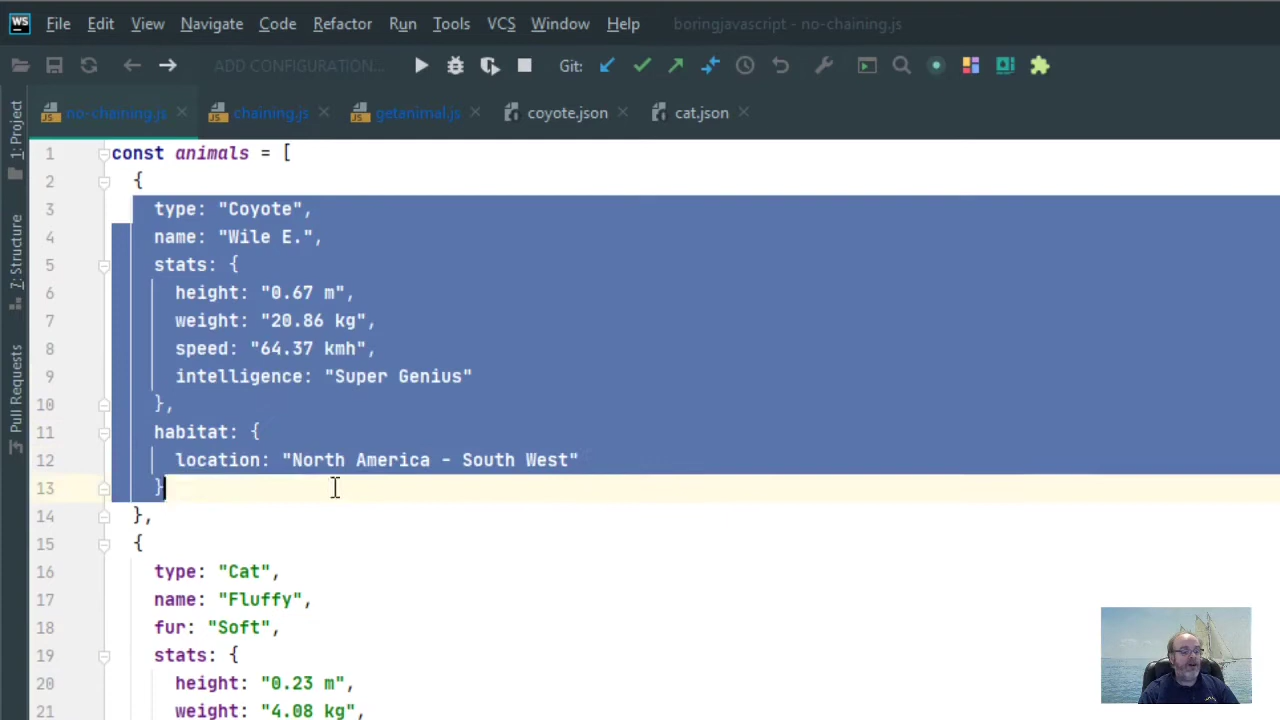 WS File Edit View Navigate Code Refactor Run Tools VCS Window Help boringjavascript - no-chaining.js
ADD CONFIGURATION... Git:
no-chaining.js chaining.js getanimal.js coyote.json cat.json
1: Project
7: Structure
Pull Requests
1 const animals = [
2 {
3 type: "Coyote",
4 name: "Wile E.",
5 stats: {
6 height: "0.67 m",
7 weight: "20.86 kg",
8 speed: "64.37 kmh",
9 intelligence: "Super Genius"
10 },
11 habitat: {
12 location: "North America - South West"
13 }
14 },
15 {
16 type: "Cat",
17 name: "Fluffy",
18 fur: "Soft",
19 stats: {
20 height: "0.23 m",
21 weight: "4.08 kg",